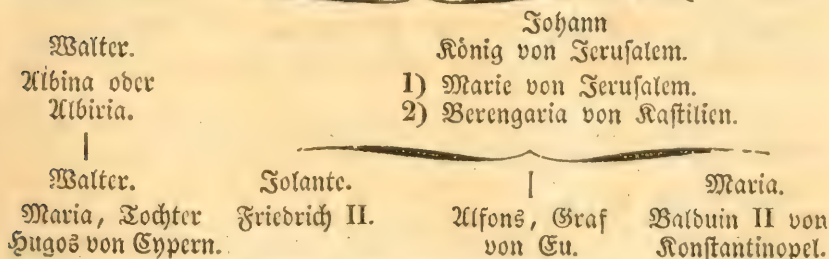 Walter.
Albina oder
Albiria.
Johann
König von Jerusalem.
1) Marie von Jerusalem.
2) Berengaria von Kastilien.
Walter.
Maria, Tochter
Hugos von Cypern.
Jolante.
Friedrich II.
Alfons, Graf
von Eu.
Maria.
Balduin II von
Konstantinopel.